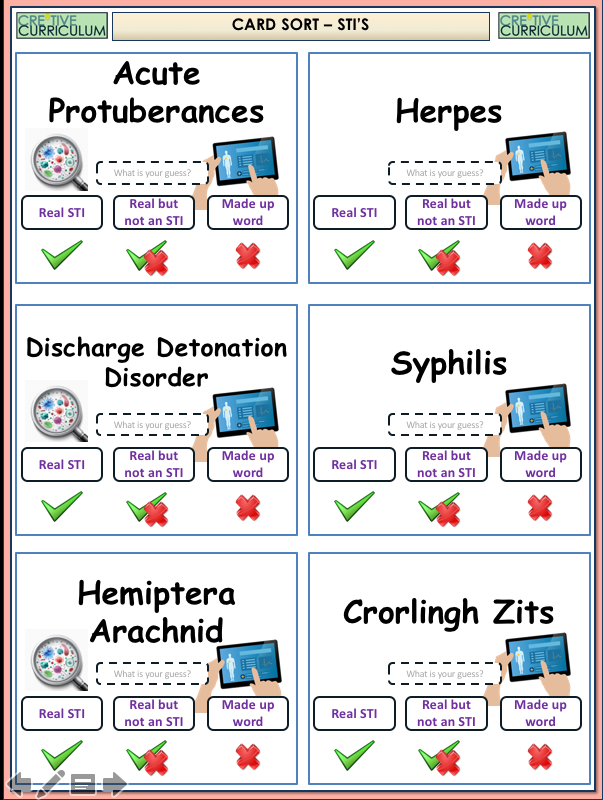 CRE★TIVE
CURRICULUM
CARD SORT – STI'S
CRE★TIVE
CURRICULUM
Acute
Protuberances
What is your guess?
Real STI
Real but
not an STI
Made up
word
Herpes
What is your guess?
Real STI
Real but
not an STI
Made up
word
Discharge Detonation
Disorder
What is your guess?
Real STI
Real but
not an STI
Made up
word
Syphilis
What is your guess?
Real STI
Real but
not an STI
Made up
word
Hemiptera
Arachnid
What is your guess?
Real STI
Real but
not an STI
Made up
word
Crorlingh Zits
What is your guess?
Real STI
Real but
not an STI
Made up
word